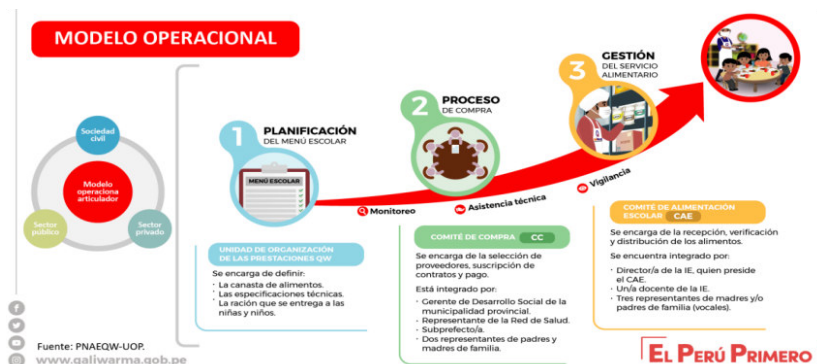 MODELO OPERACIONAL
Sociedad
civil
Modelo
operaciona
articulador
Sector
público
Sector
privado
1
PLANIFICACIÓN
DEL MENÚ ESCOLAR
MENÚ ESCOLAR
2
PROCESO
DE COMPRA
3
GESTIÓN
DEL SERVICIO
ALIMENTARIO
Monitoreo
Asistencia técnica
Vigilancia
UNIDAD DE ORGANIZACIÓN
DE LAS PRESTACIONES QW
Se encarga de definir:
· La canasta de alimentos.
· Las especificaciones técnicas.
· La ración que se entrega a las
niñas y niños.
COMITÉ DE COMPRA CC
Se encarga de la selección de
proveedores, suscripción de
contratos y pago.
Está integrado por:
· Gerente de Desarrollo Social de la
municipalidad provincial.
· Representante de la Red de Salud.
· Subprefecto/a.
· Dos representantes de padres y
madres de familia.
COMITÉ DE ALIMENTACIÓN
ESCOLAR CAE
Se encarga de la recepción, verificación
y distribución de los alimentos.
Se encuentra integrado por:
· Director/a de la IE, quien preside
el CAE.
· Un/a docente de la IE.
· Tres representantes de madres y/o
padres de familia (vocales).
Fuente: PNAEQW-UOP.
www.qaliwarma.gob.pe
EL PERÚ PRIMERO